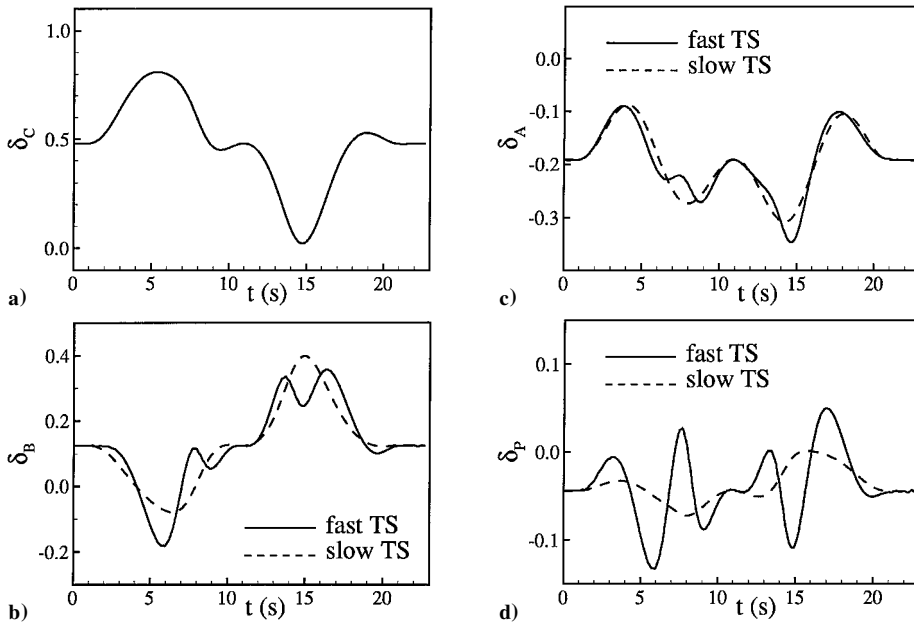 1.0
0.5
0.0
δC
0 5 10 15 20
t (s)
a)
0.4
0.2
0.0
-0.2
δB
fast TS
slow TS
0 5 10 15 20
t (s)
b)
0.0
-0.1
-0.2
-0.3
δA
fast TS
slow TS
0 5 10 15 20
t (s)
c)
0.1
0.0
-0.1
δP
fast TS
slow TS
0 5 10 15 20
t (s)
d)